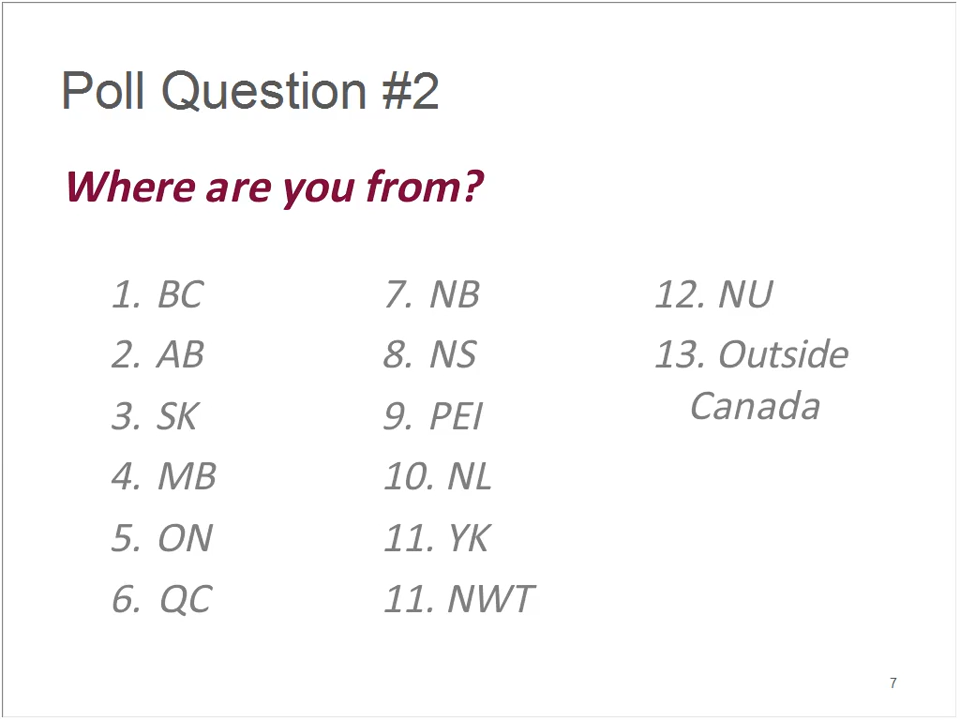 Poll Question #2
Where are you from?
1. BC
2. AB
3. SK
4. MB
5. ON
6. QC
7. NB
8. NS
9. PEI
10. NL
11. YK
11. NWT
12. NU
13. Outside
Canada
7